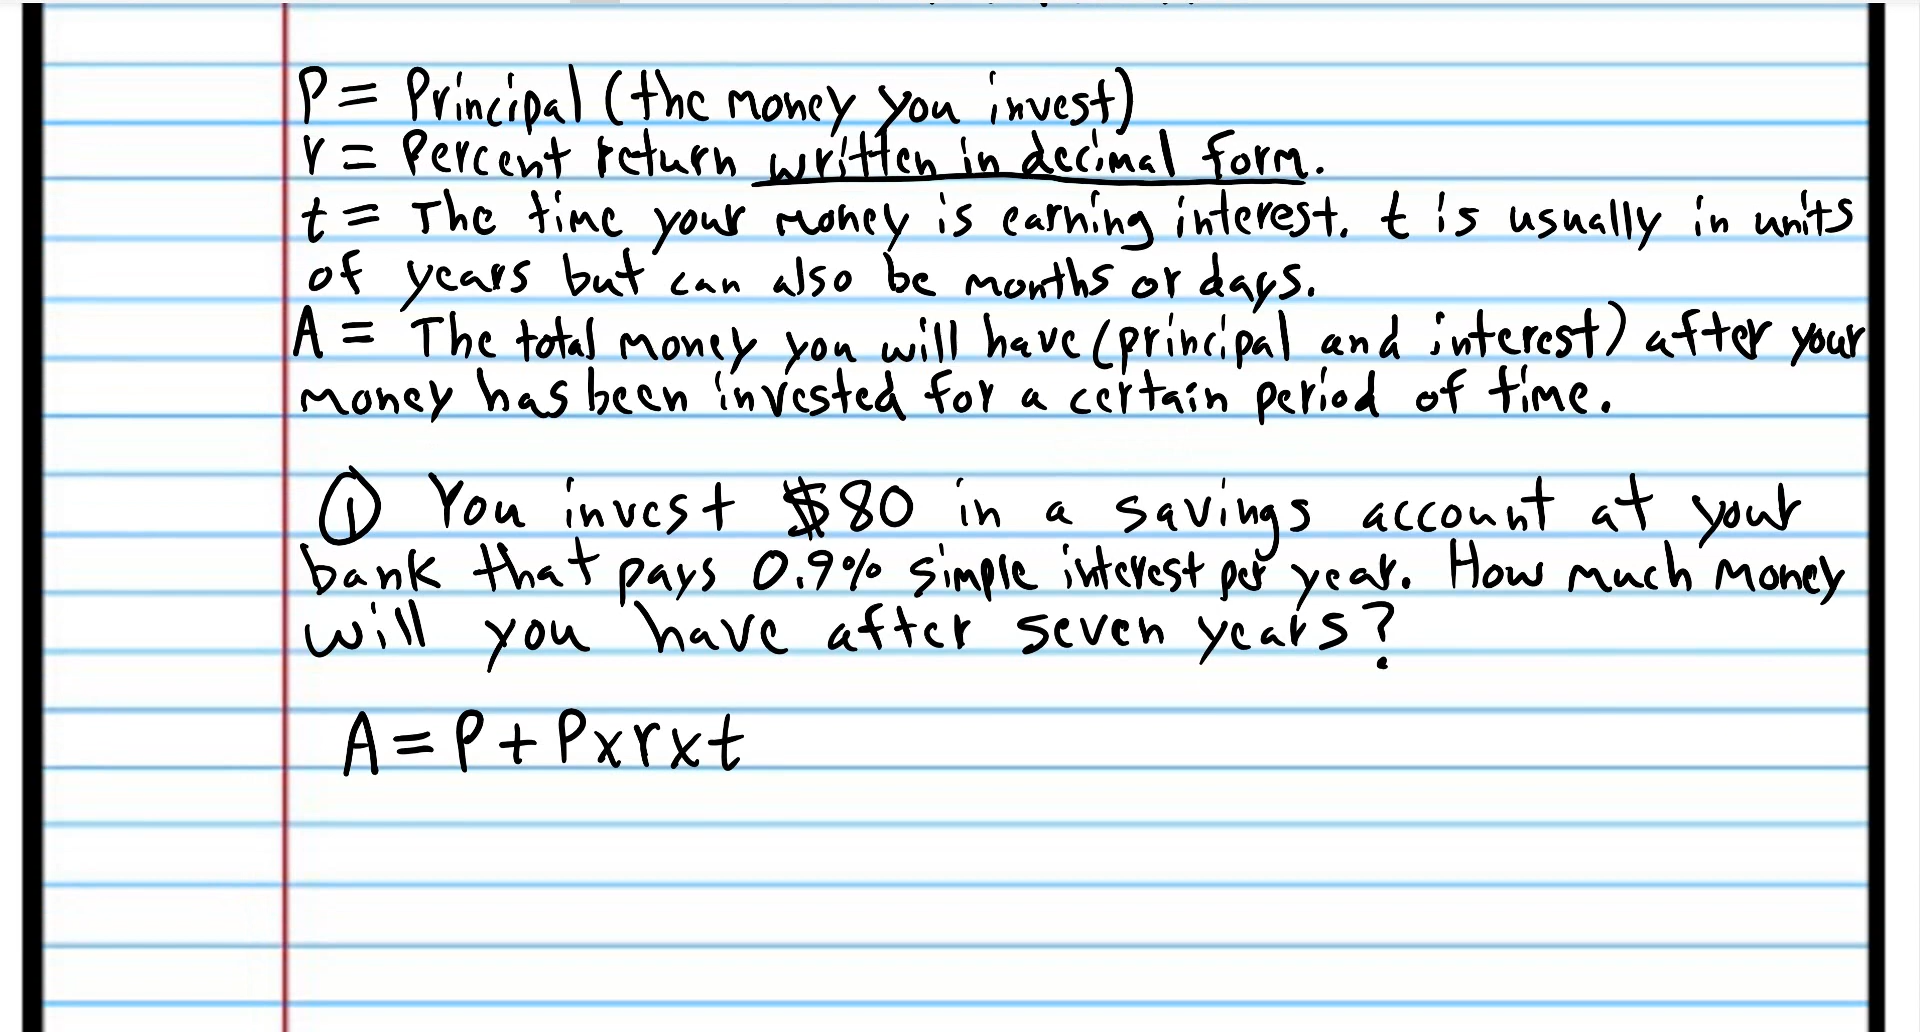 P = Principal (the money you invest)
r = Percent return written in decimal form.
t = The time your money is earning interest. t is usually in units
of years but can also be months or days.
A = The total money you will have (principal and interest) after your
money has been invested for a certain period of time.
① You invest $80 in a savings account at your
bank that pays 0.9% simple interest per year. How much money
will you have after seven years?
A = P + P x r x t